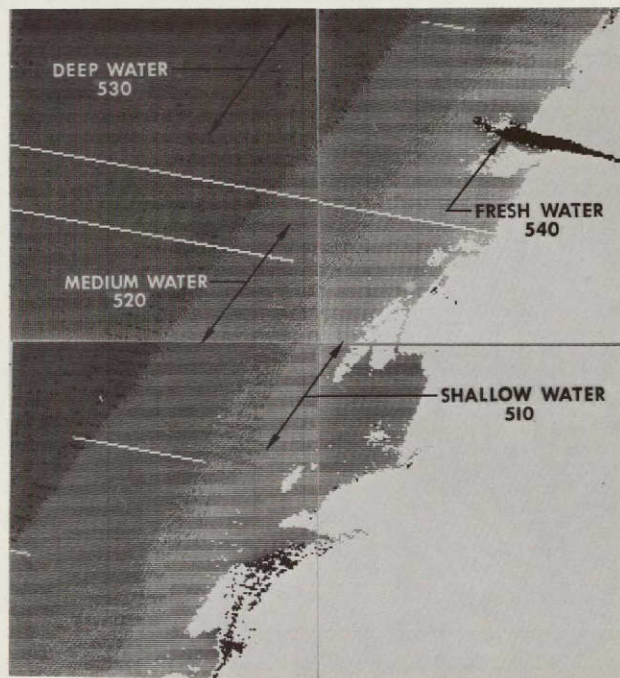 DEEP WATER
530
FRESH WATER
540
MEDIUM WATER
520
SHALLOW WATER
510